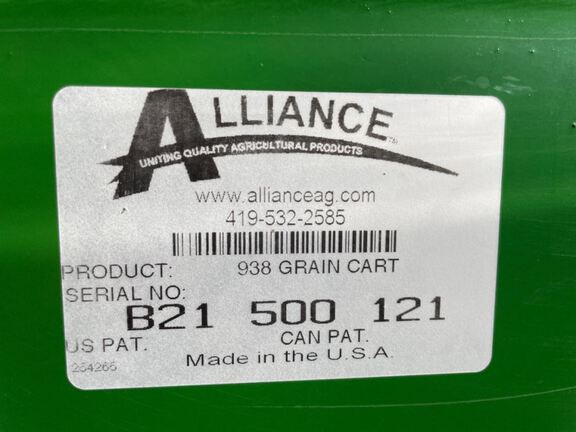 ALLIANCE™
UNITING QUALITY AGRICULTURAL PRODUCTS
www.allianceag.com
419-532-2585
PRODUCT: 938 GRAIN CART
SERIAL NO:
B21 500 121
US PAT. CAN PAT.
Made in the U.S.A.
254265